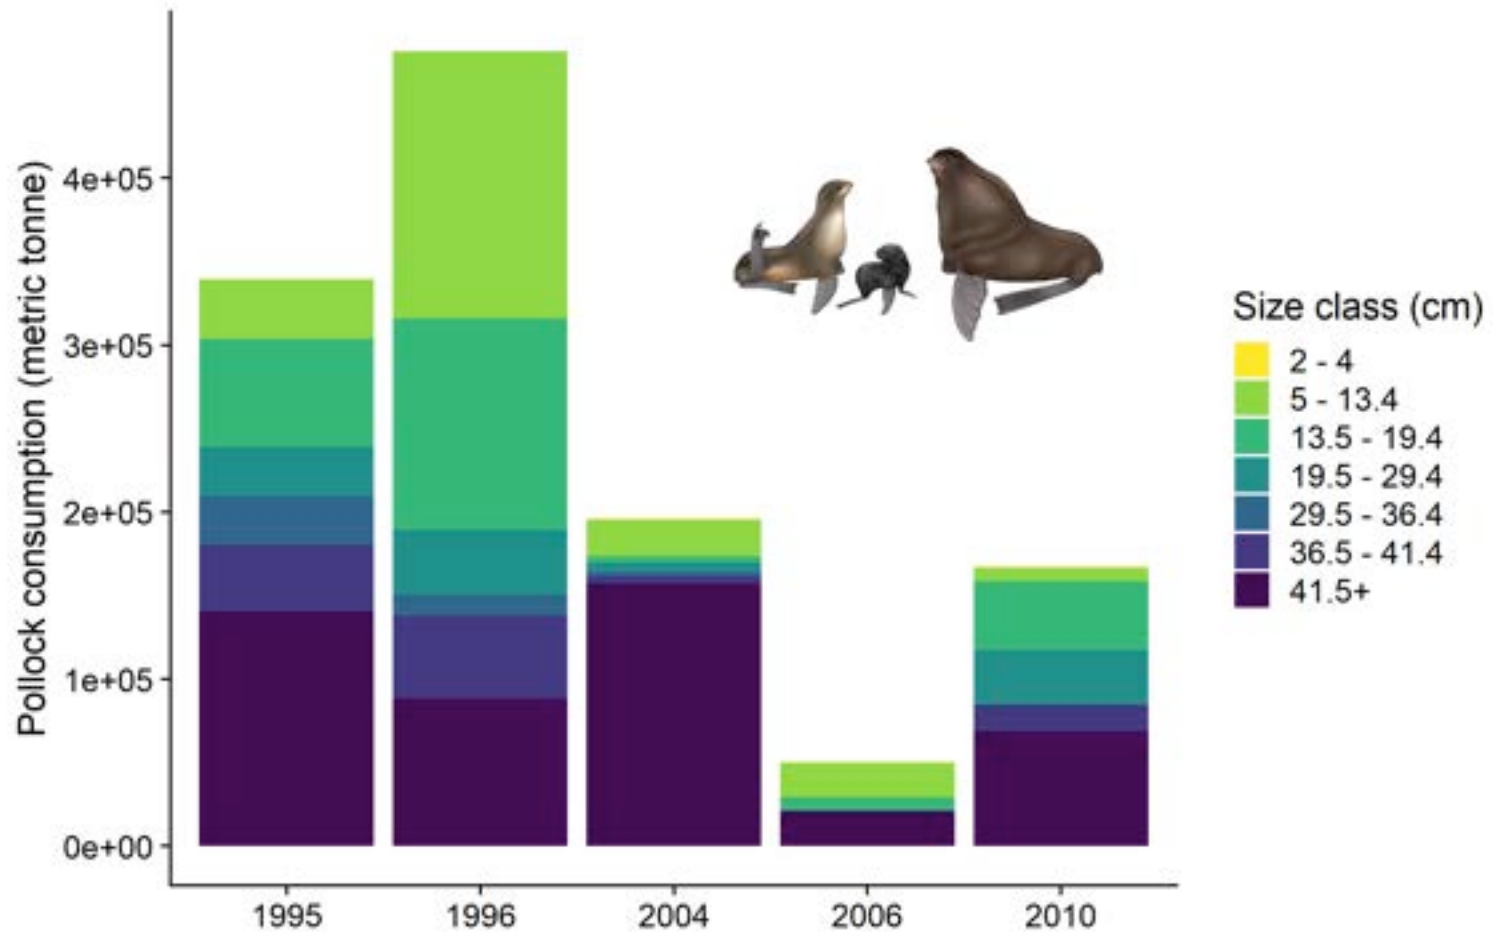 Pollock consumption (metric tonne)
4e+05
3e+05
2e+05
1e+05
0e+00
1995
1996
2004
2006
2010
Size class (cm)
2 - 4
5 - 13.4
13.5 - 19.4
19.5 - 29.4
29.5 - 36.4
36.5 - 41.4
41.5+